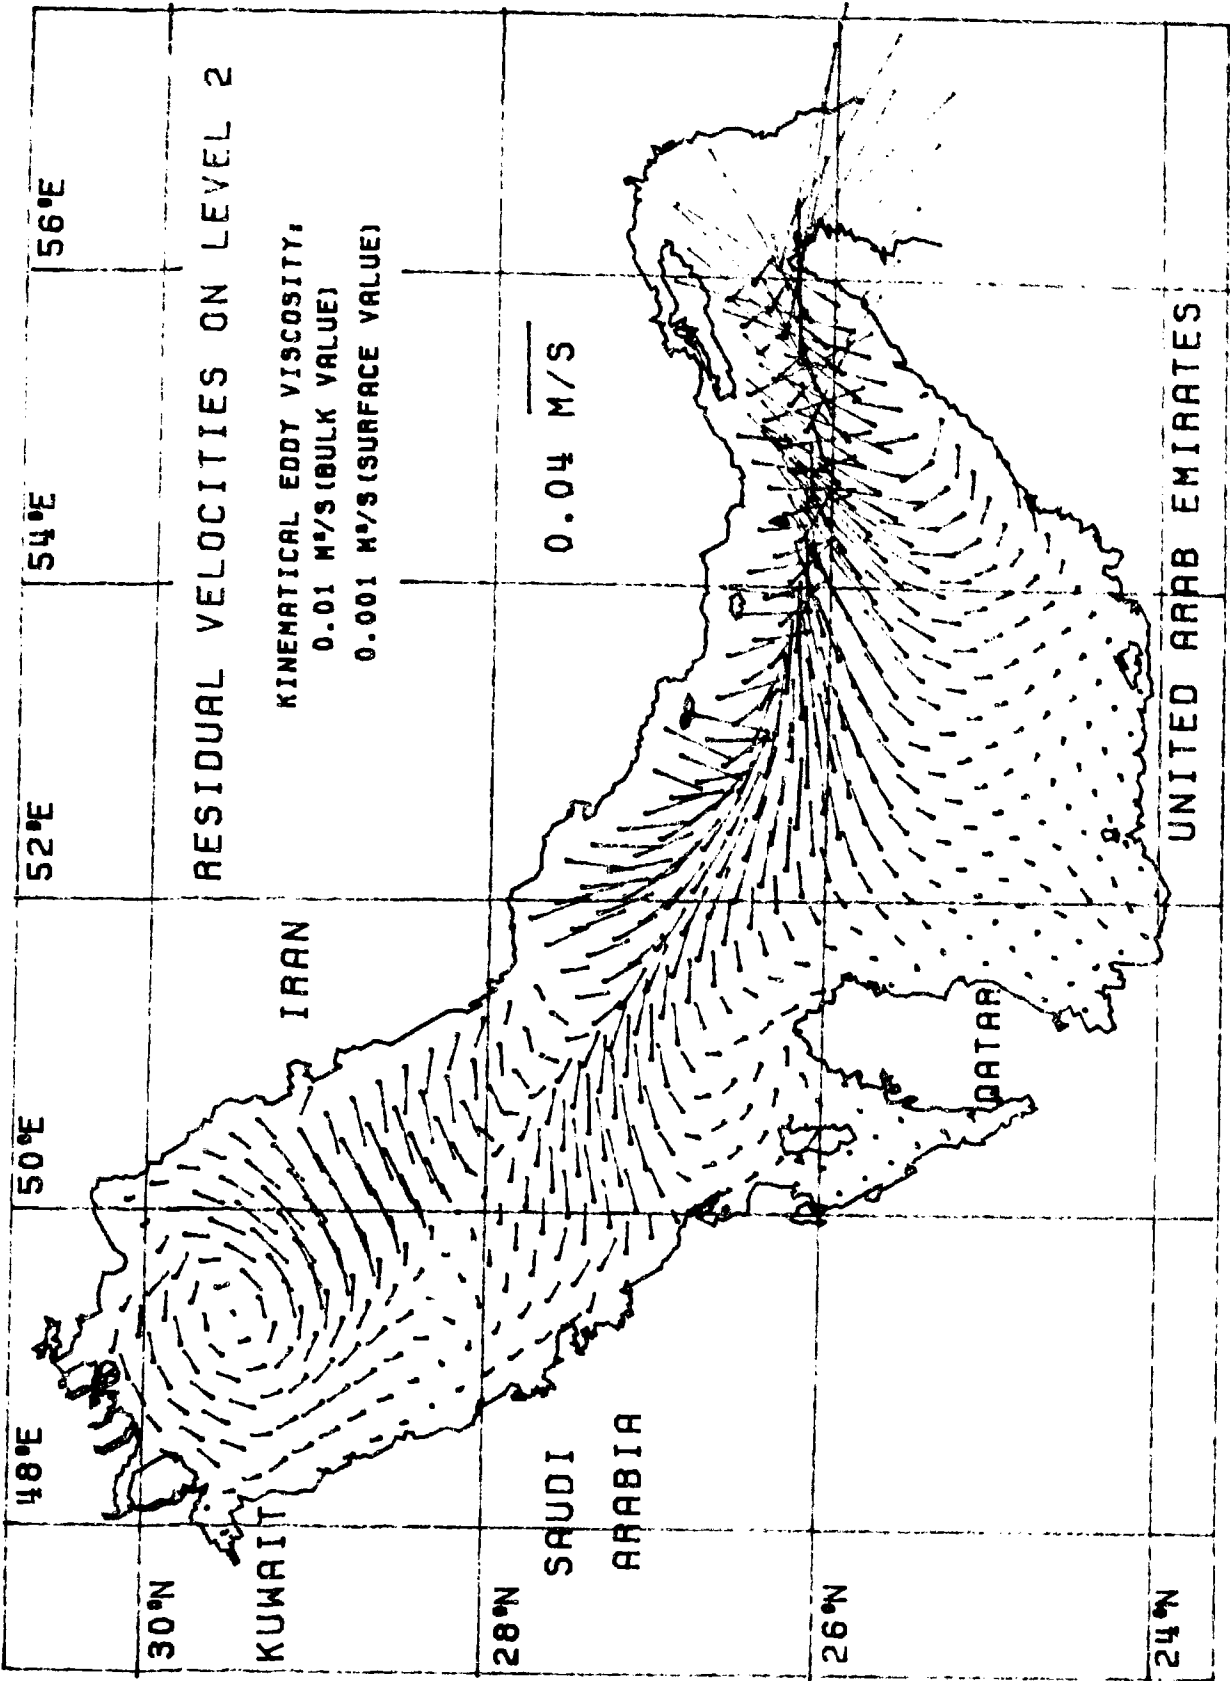 48°E
50°E
52°E
54°E
56°E
RESIDUAL VELOCITIES ON LEVEL 2
KINEMATICAL EDDY VISCOSITY:
0.01 M²/S (BULK VALUE)
0.001 M²/S (SURFACE VALUE)
0.04 M/S
30°N
28°N
26°N
24°N
KUWAIT
IRAN
SAUDI
ARABIA
QATAR
UNITED ARAB EMIRATES